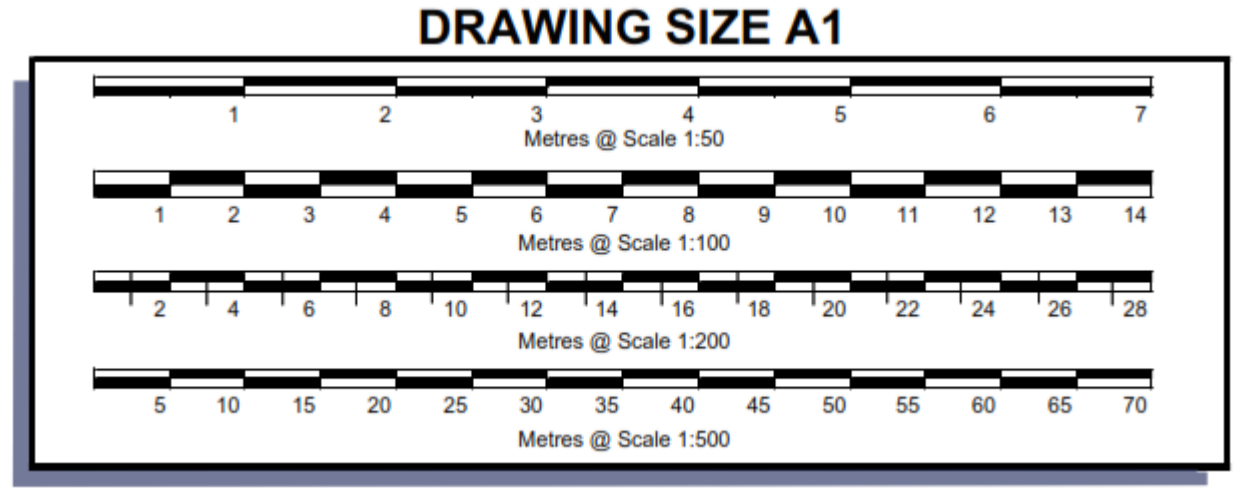 DRAWING SIZE A1
1 2 3 4 5 6 7
Metres @ Scale 1:50
1 2 3 4 5 6 7 8 9 10 11 12 13 14
Metres @ Scale 1:100
2 4 6 8 10 12 14 16 18 20 22 24 26 28
Metres @ Scale 1:200
5 10 15 20 25 30 35 40 45 50 55 60 65 70
Metres @ Scale 1:500